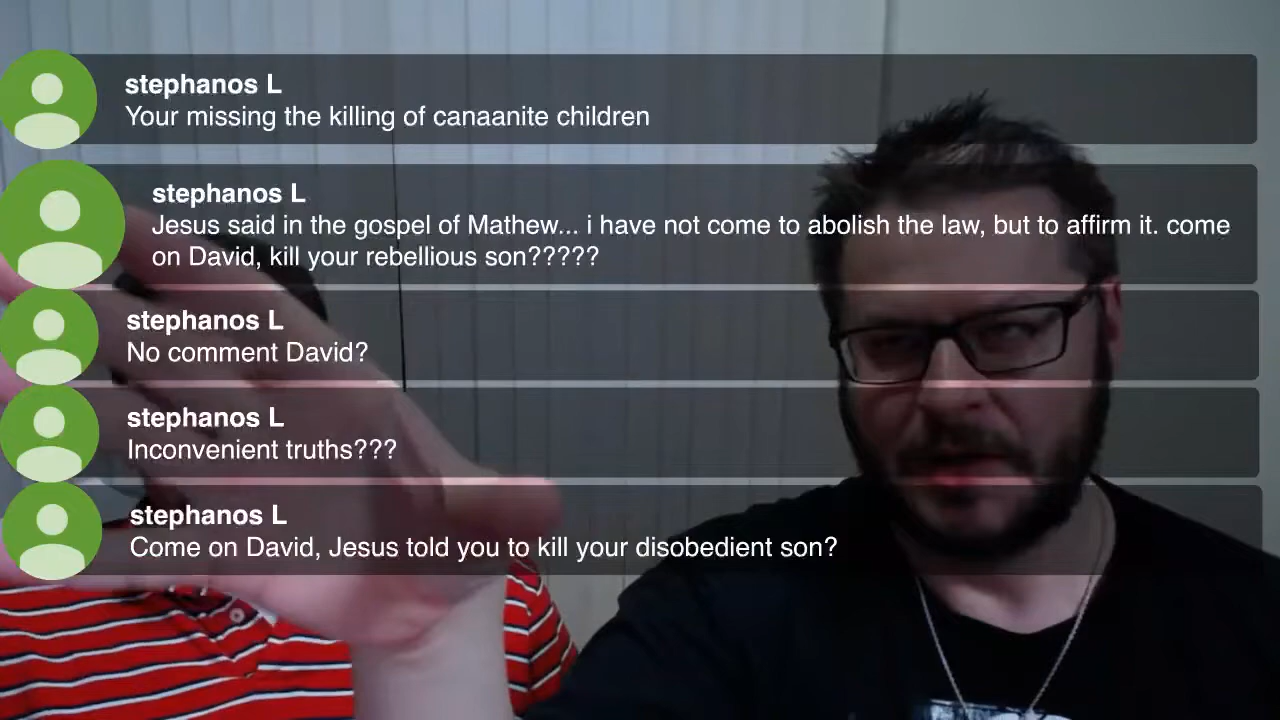 stephanos L
Your missing the killing of canaanite children
stephanos L
Jesus said in the gospel of Mathew... i have not come to abolish the law, but to affirm it. come
on David, kill your rebellious son?????
stephanos L
No comment David?
stephanos L
Inconvenient truths???
stephanos L
Come on David, Jesus told you to kill your disobedient son?